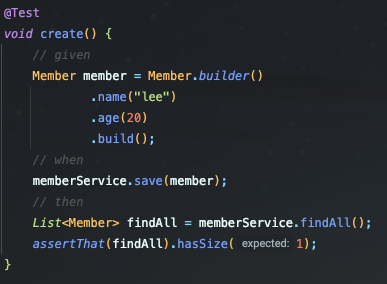 @Test
void create() {
// given
Member member = Member.builder()
.name("lee")
.age(20)
.build();
// when
memberService.save(member);
// then
List<Member> findAll = memberService.findAll();
assertThat(findAll).hasSize( expected: 1);
}